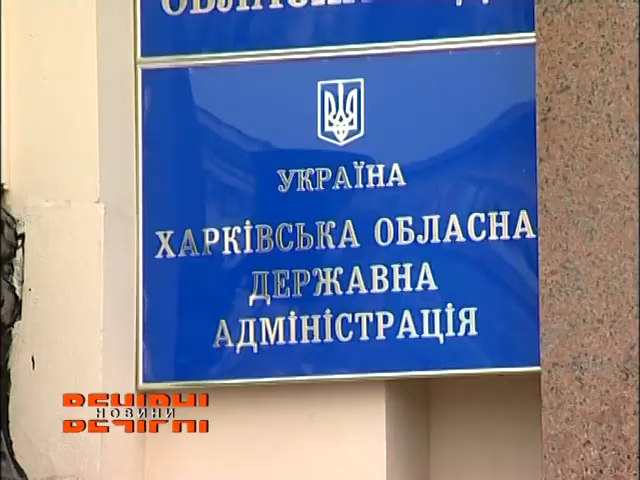 УКРАЇНА
ХАРКІВСЬКА ОБЛАСНА
ДЕРЖАВНА
АДМІНІСТРАЦІЯ
ВЕЧІРНІ
НОВИНИ